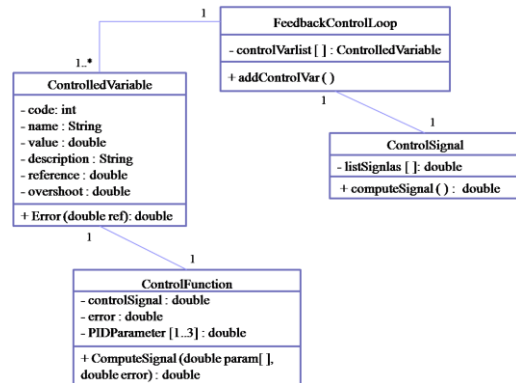 1
FeedbackControlLoop
- controlVarlist [ ] : ControlledVariable
+ addControlVar ( )
1..*
ControlledVariable
- code: int
- name : String
- value : double
- description : String
- reference : double
- overshoot : double
+ Error (double ref): double
1
1
ControlSignal
- listSignlas [ ]: double
+ computeSignal ( ) : double
1
1
ControlFunction
- controlSignal : double
- error : double
- PIDParameter [1..3] : double
+ ComputeSignal (double param[ ],
double error) : double